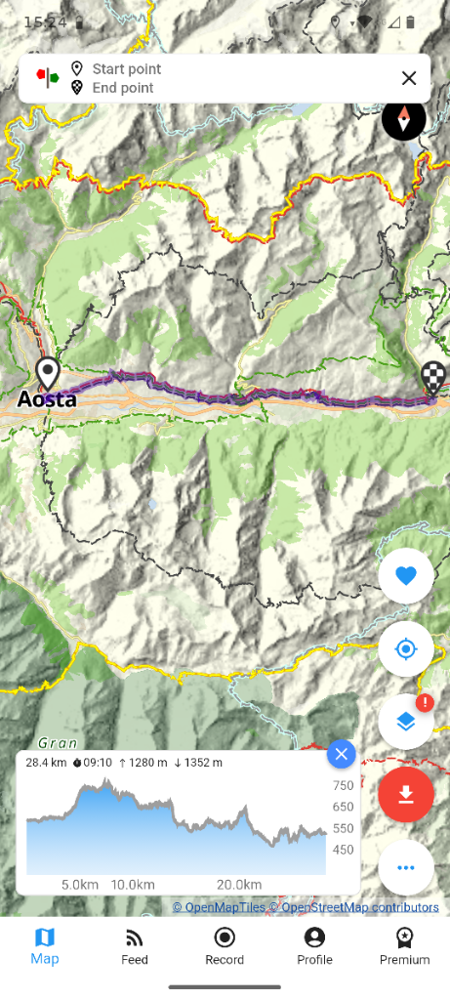 15:24
Start point
End point
Aosta
Gran
28.4 km 09:10 ↑ 1280 m ↓ 1352 m
750
650
550
450
5.0km 10.0km 20.0km
© OpenMapTiles © OpenStreetMap contributors
Map Feed Record Profile Premium